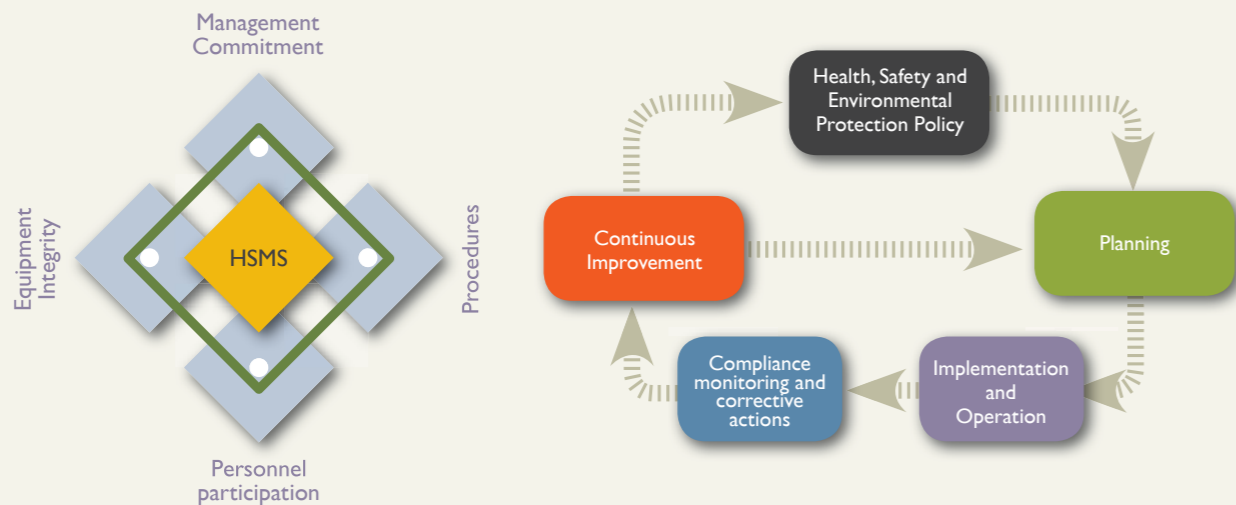 Management
Commitment
Equipment
Integrity
HSMS
Procedures
Personnel
participation
Health, Safety and
Environmental
Protection Policy
Continuous
Improvement
Planning
Compliance
monitoring and
corrective
actions
Implementation
and
Operation